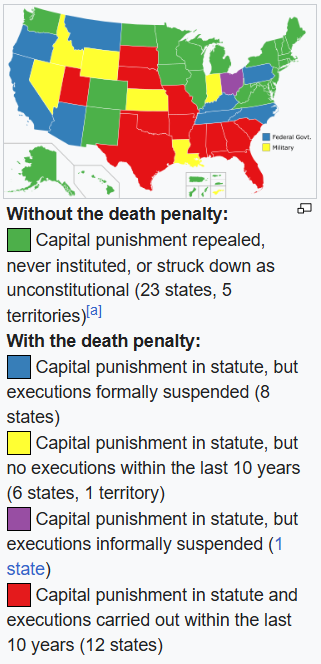 Federal Govt.
Military
Without the death penalty:
Capital punishment repealed,
never instituted, or struck down as
unconstitutional (23 states, 5
territories)[a]
With the death penalty:
Capital punishment in statute, but
executions formally suspended (8
states)
Capital punishment in statute, but
no executions within the last 10 years
(6 states, 1 territory)
Capital punishment in statute, but
executions informally suspended (1
state)
Capital punishment in statute and
executions carried out within the last
10 years (12 states)